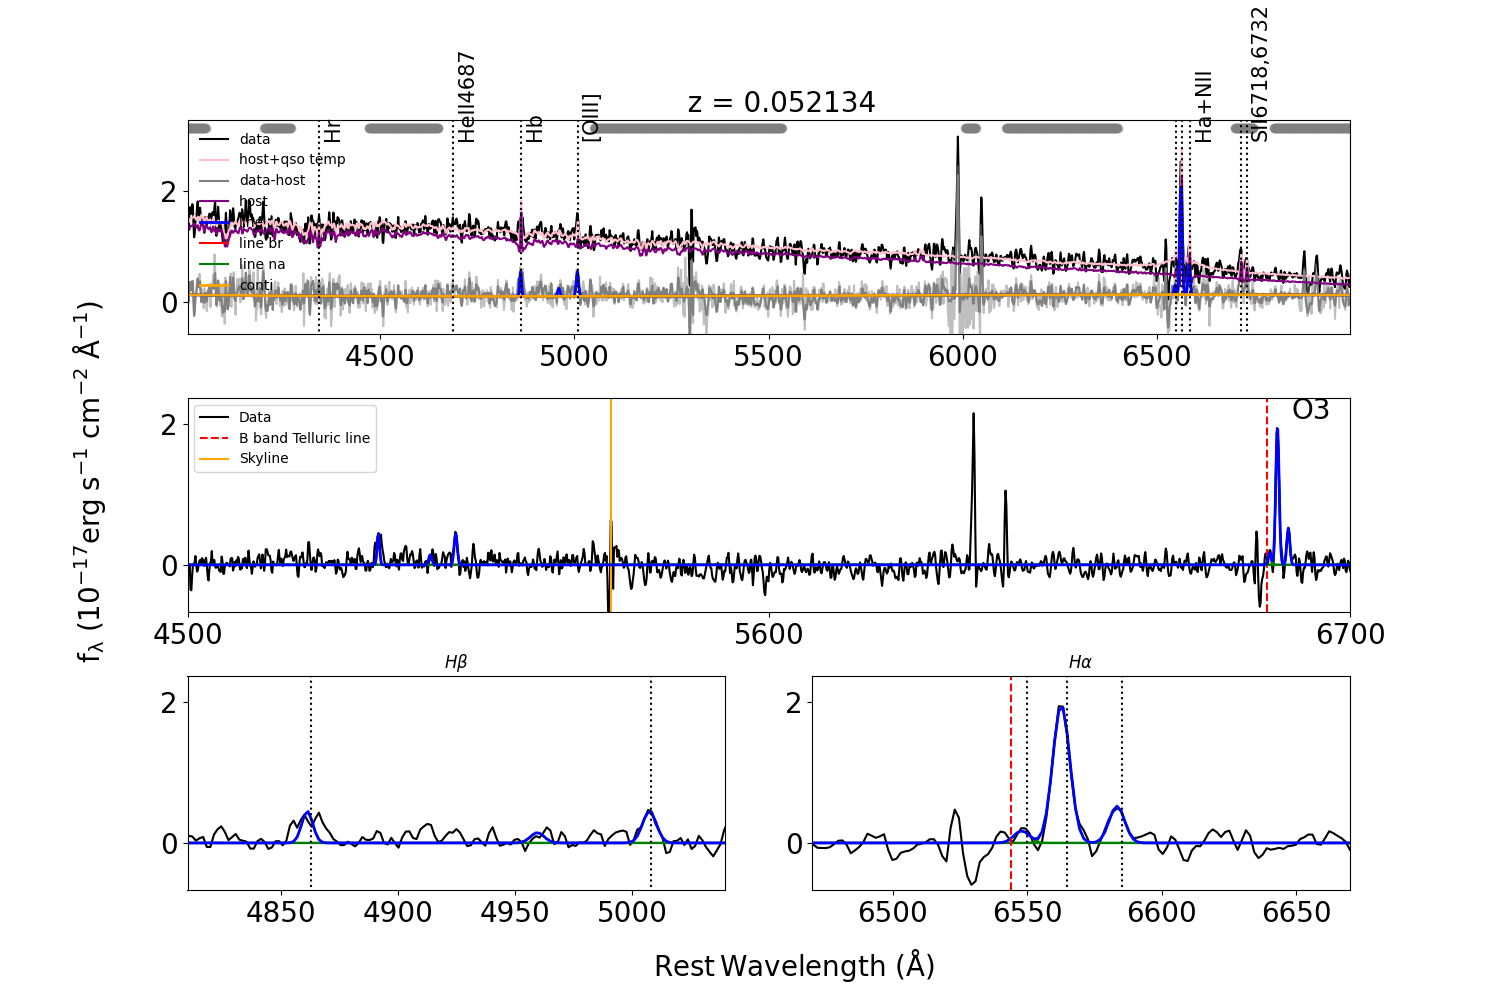 z = 0.052134
Hr
HeII4687
Hb
[OIII]
Ha+NII
SII6718,6732
data
host+qso temp
data-host
host
line
line br
line na
conti
2
0
4500 5000 5500 6000 6500
Data
B band Telluric line
Skyline
O3
2
0
4500 5600 6700
fλ (10−17erg s−1 cm−2 Å−1)
Hβ
2
0
4850 4900 4950 5000
Hα
2
0
6500 6550 6600 6650
Rest Wavelength (Å)